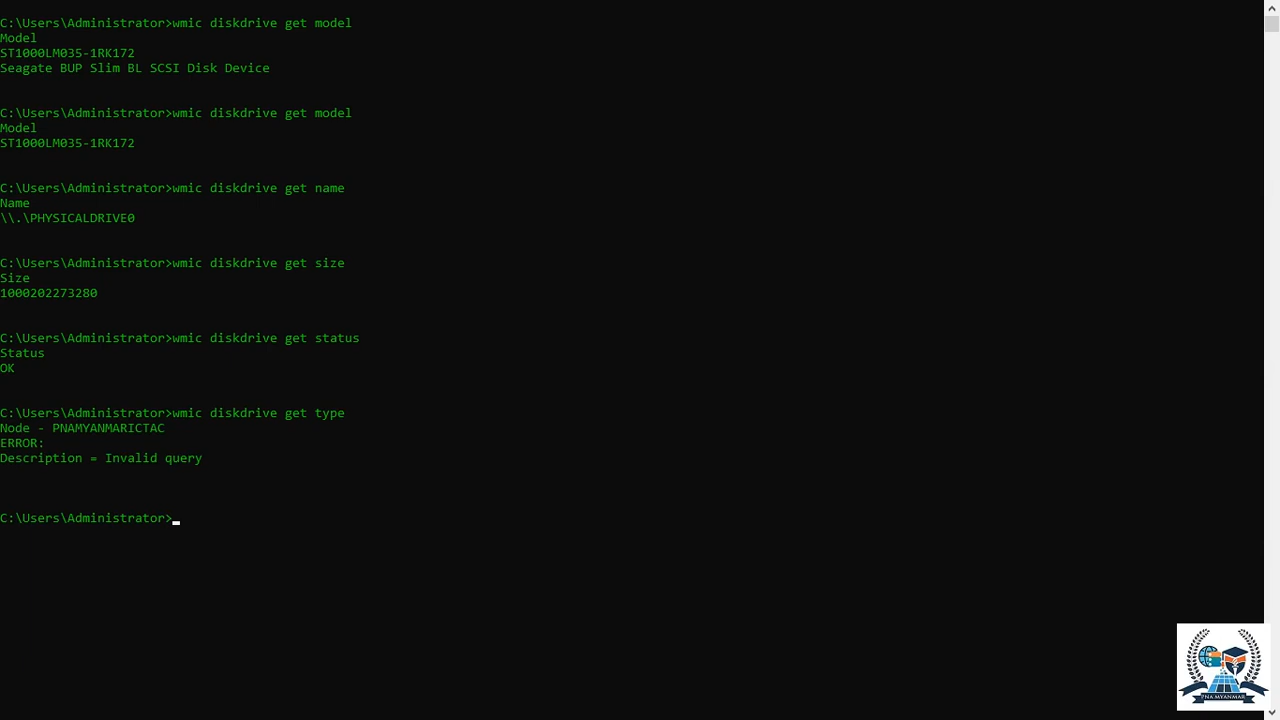 C:\Users\Administrator>wmic diskdrive get model
Model
ST1000LM035-1RK172
Seagate BUP Slim BL SCSI Disk Device
C:\Users\Administrator>wmic diskdrive get model
Model
ST1000LM035-1RK172
C:\Users\Administrator>wmic diskdrive get name
Name
\\.\PHYSICALDRIVE0
C:\Users\Administrator>wmic diskdrive get size
Size
1000202273280
C:\Users\Administrator>wmic diskdrive get status
Status
OK
C:\Users\Administrator>wmic diskdrive get type
Node - PNAMYANMARICTAC
ERROR:
Description = Invalid query
C:\Users\Administrator>
PNA MYANMAR